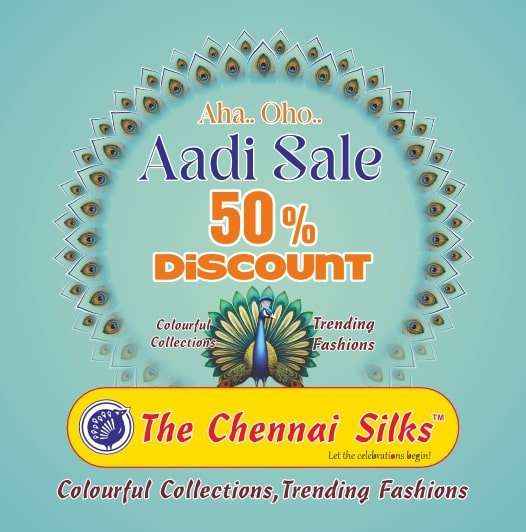 Aha.. Oho..
Aadi Sale
50 %
DiSCOUNT
Colourful
Collections
Trending
Fashions
The Chennai Silks™
Let the celebrations begin!
Colourful Collections,Trending Fashions